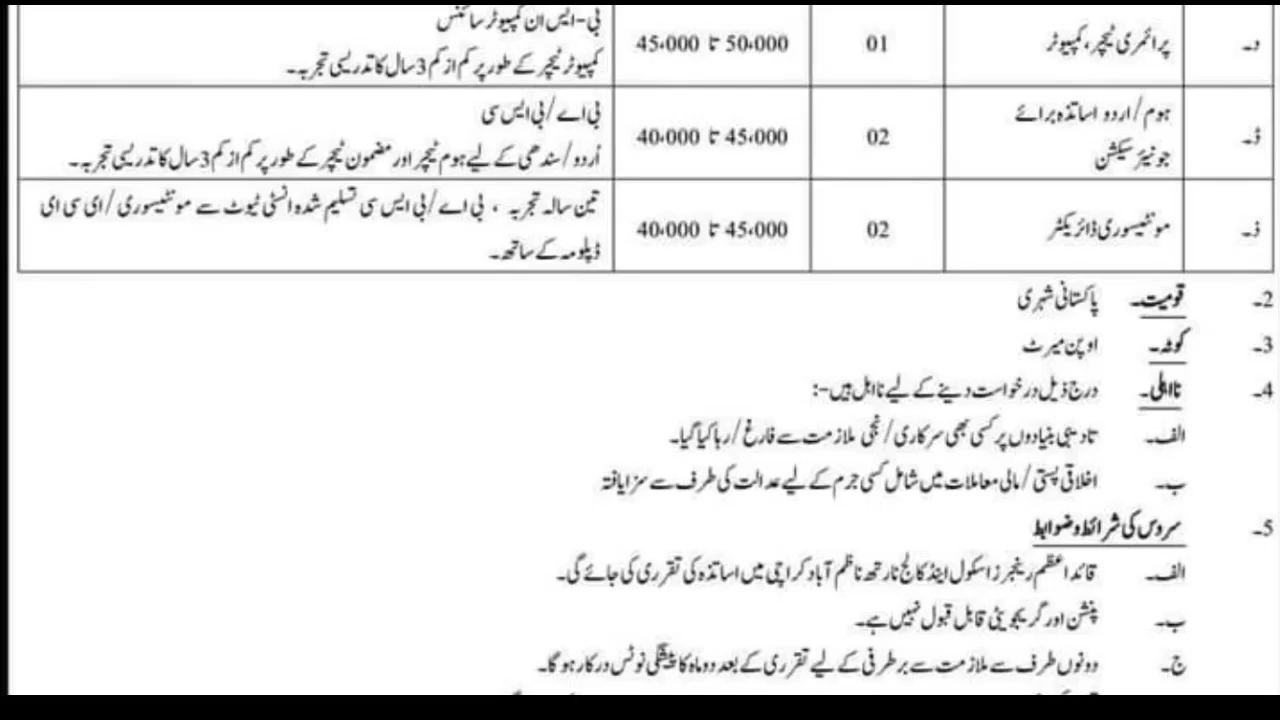 د۔ پرائمری ٹیچر، کمپیوٹر 01 45،000 تا 50،000 بی-ایس ان کمپیوٹر سائنس
کمپیوٹر ٹیچر کے طور پر کم از کم 3 سال کا تدریسی تجربہ۔
ڈ۔ ہوم/اردو اساتذہ برائے جونیئر سیکشن 02 40،000 تا 45،000 بی اے/بی ایس سی
اُردو/سندھی کے لیے ہوم ٹیچر اور مضمون ٹیچر کے طور پر کم از کم 3 سال کا تدریسی تجربہ۔
ذ۔ مونٹیسوری ڈائریکٹر 02 40،000 تا 45،000 تین سالہ تجربہ، بی اے/بی ایس سی تسلیم شدہ انسٹی ٹیوٹ سے مونٹیسوری/ای سی ای
ڈپلومہ کے ساتھ۔
2۔ قومیت۔ پاکستانی شہری
3۔ کوٹہ۔ اوپن میرٹ
4۔ نااہلی۔ درج ذیل درخواست دینے کے لیے نااہل ہیں:-
الف۔ تادیبی بنیادوں پر کسی بھی سرکاری/نجی ملازمت سے فارغ/رہا کیا گیا۔
ب۔ اخلاقی پستی/مالی معاملات میں شامل کسی جرم کے لیے عدالت کی طرف سے سزا یافتہ
5۔ سروس کی شرائط و ضوابط
الف۔ قائداعظم رینجرز اسکول اینڈ کالج نارتھ ناظم آباد کراچی میں اساتذہ کی تقرری کی جائے گی۔
ب۔ پنشن اور گریجویٹی قابل قبول نہیں ہے۔
ج۔ دونوں طرف سے ملازمت سے برطرفی کے لیے تقرری کے بعد دو ماہ کا پیشگی نوٹس درکار ہو گا۔